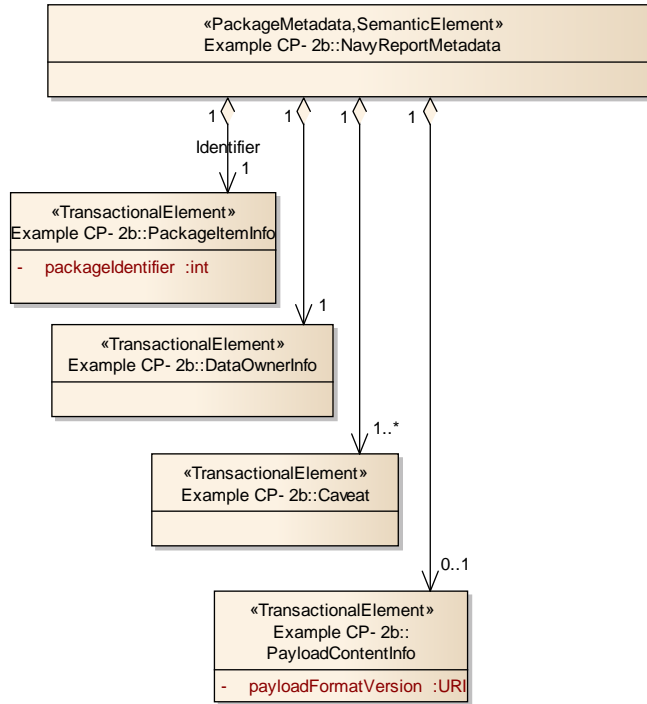 «PackageMetadata,SemanticElement»
Example CP- 2b::NavyReportMetadata
1 1 1 1
Identifier
1
«TransactionalElement»
Example CP- 2b::PackageItemInfo
- packageIdentifier :int
1
«TransactionalElement»
Example CP- 2b::DataOwnerInfo
1..*
«TransactionalElement»
Example CP- 2b::Caveat
0..1
«TransactionalElement»
Example CP- 2b::
PayloadContentInfo
- payloadFormatVersion :URI